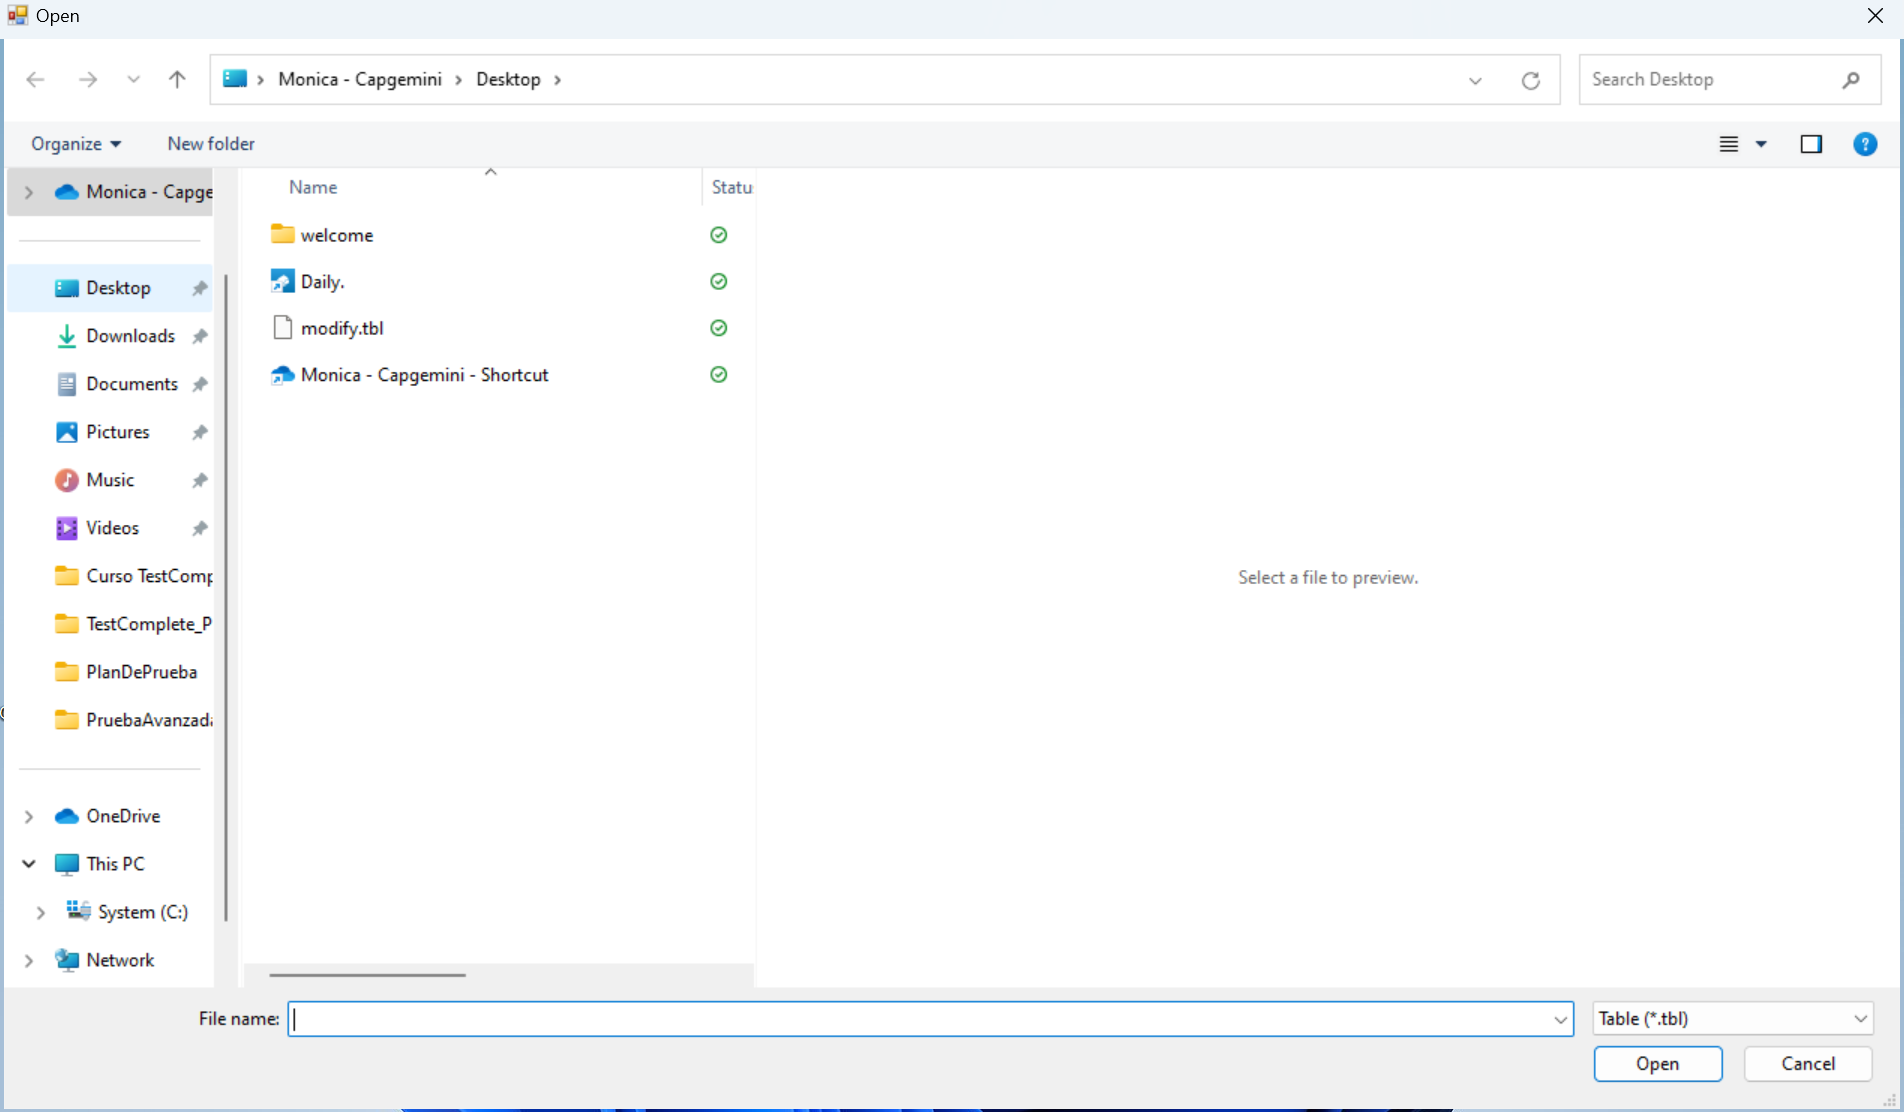 Open
Monica - Capgemini
Desktop
Search Desktop
Organize
New folder
Monica - Capge
Desktop
Downloads
Documents
Pictures
Music
Videos
Curso TestComp
TestComplete_P
PlanDePrueba
PruebaAvanzada
OneDrive
This PC
System (C:)
Network
Name
Statu
welcome
Daily.
modify.tbl
Monica - Capgemini - Shortcut
Select a file to preview.
File name:
Table (*.tbl)
Open
Cancel